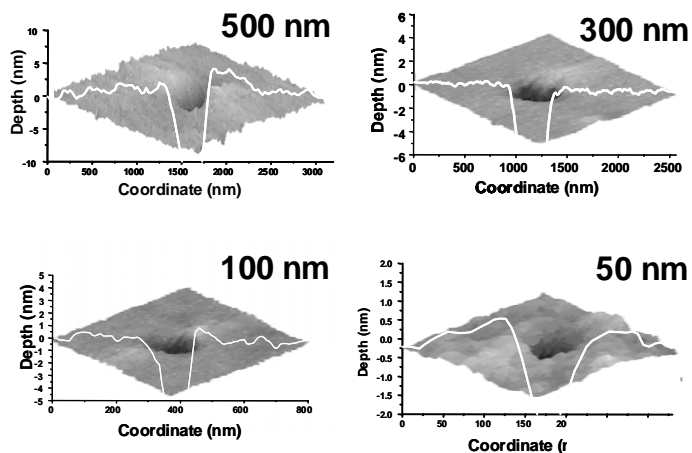 500 nm
300 nm
10
5
0
-5
-10
Depth (nm)
0 500 1000 1500 2000 2500 3000
Coordinate (nm)
6
4
2
0
-2
-4
-6
Depth (nm)
0 500 1000 1500 2000 2500
Coordinate (nm)
100 nm
50 nm
5
4
3
2
1
0
-1
-2
-3
-4
-5
Depth (nm)
0 200 400 600 800
Coordinate (nm)
2.0
1.5
1.0
0.5
0.0
-0.5
-1.0
-1.5
-2.0
Depth (nm)
0 50 100 150 20
Coordinate (r